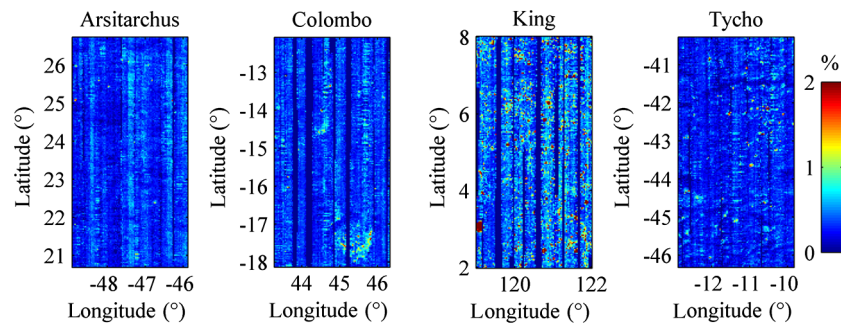 Arsitarchus Colombo King Tycho
%
26 25 24 23 22 21
Latitude (°)
-48 -47 -46
Longitude (°)
-13 -14 -15 -16 -17 -18
Latitude (°)
44 45 46
Longitude (°)
8 6 4 2
Latitude (°)
120 122
Longitude (°)
-41 -42 -43 -44 -45 -46
Latitude (°)
-12 -11 -10
Longitude (°)
2
1
0